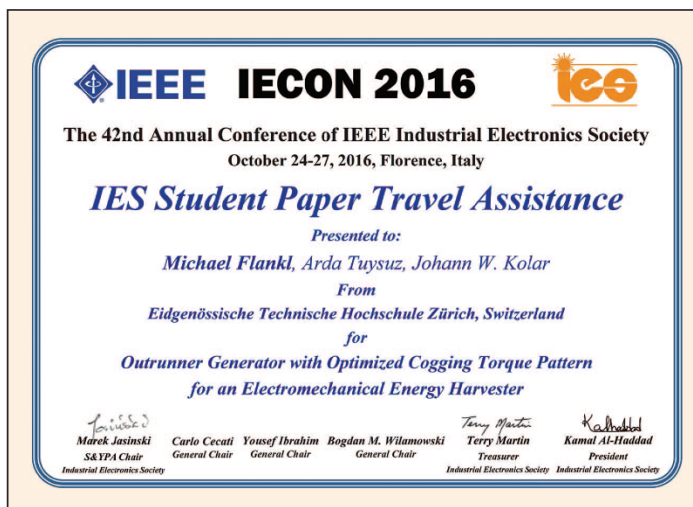 IEEE IECON 2016 ies
The 42nd Annual Conference of IEEE Industrial Electronics Society
October 24-27, 2016, Florence, Italy
IES Student Paper Travel Assistance
Presented to:
Michael Flankl, Arda Tuysuz, Johann W. Kolar
From
Eidgenössische Technische Hochschule Zürich, Switzerland
for
Outrunner Generator with Optimized Cogging Torque Pattern
for an Electromechanical Energy Harvester
Jasiński Terry Martin KalHaddad
Marek Jasinski Carlo Cecati Yousef Ibrahim Bogdan M. Wilamowski Terry Martin Kamal Al-Haddad
S&YPA Chair General Chair General Chair General Chair Treasurer President
Industrial Electronics Society Industrial Electronics Society Industrial Electronics Society